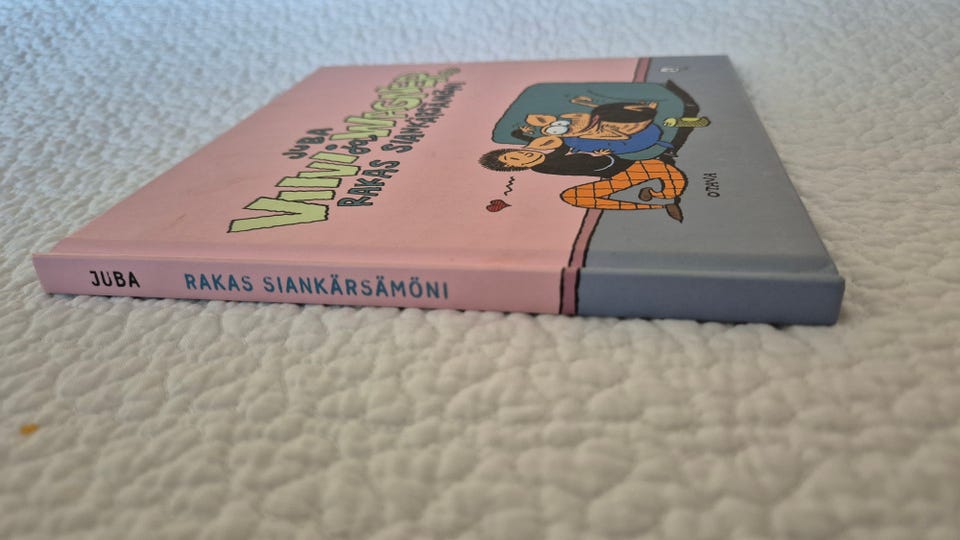 JUBA
VIIVI & WAGNER
RAKAS SIANKÄRSÄMÖNI
OTAVA
JUBA RAKAS SIANKÄRSÄMÖNI